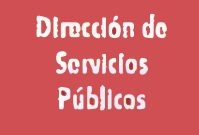 Dirección de
Servicios
Públicos